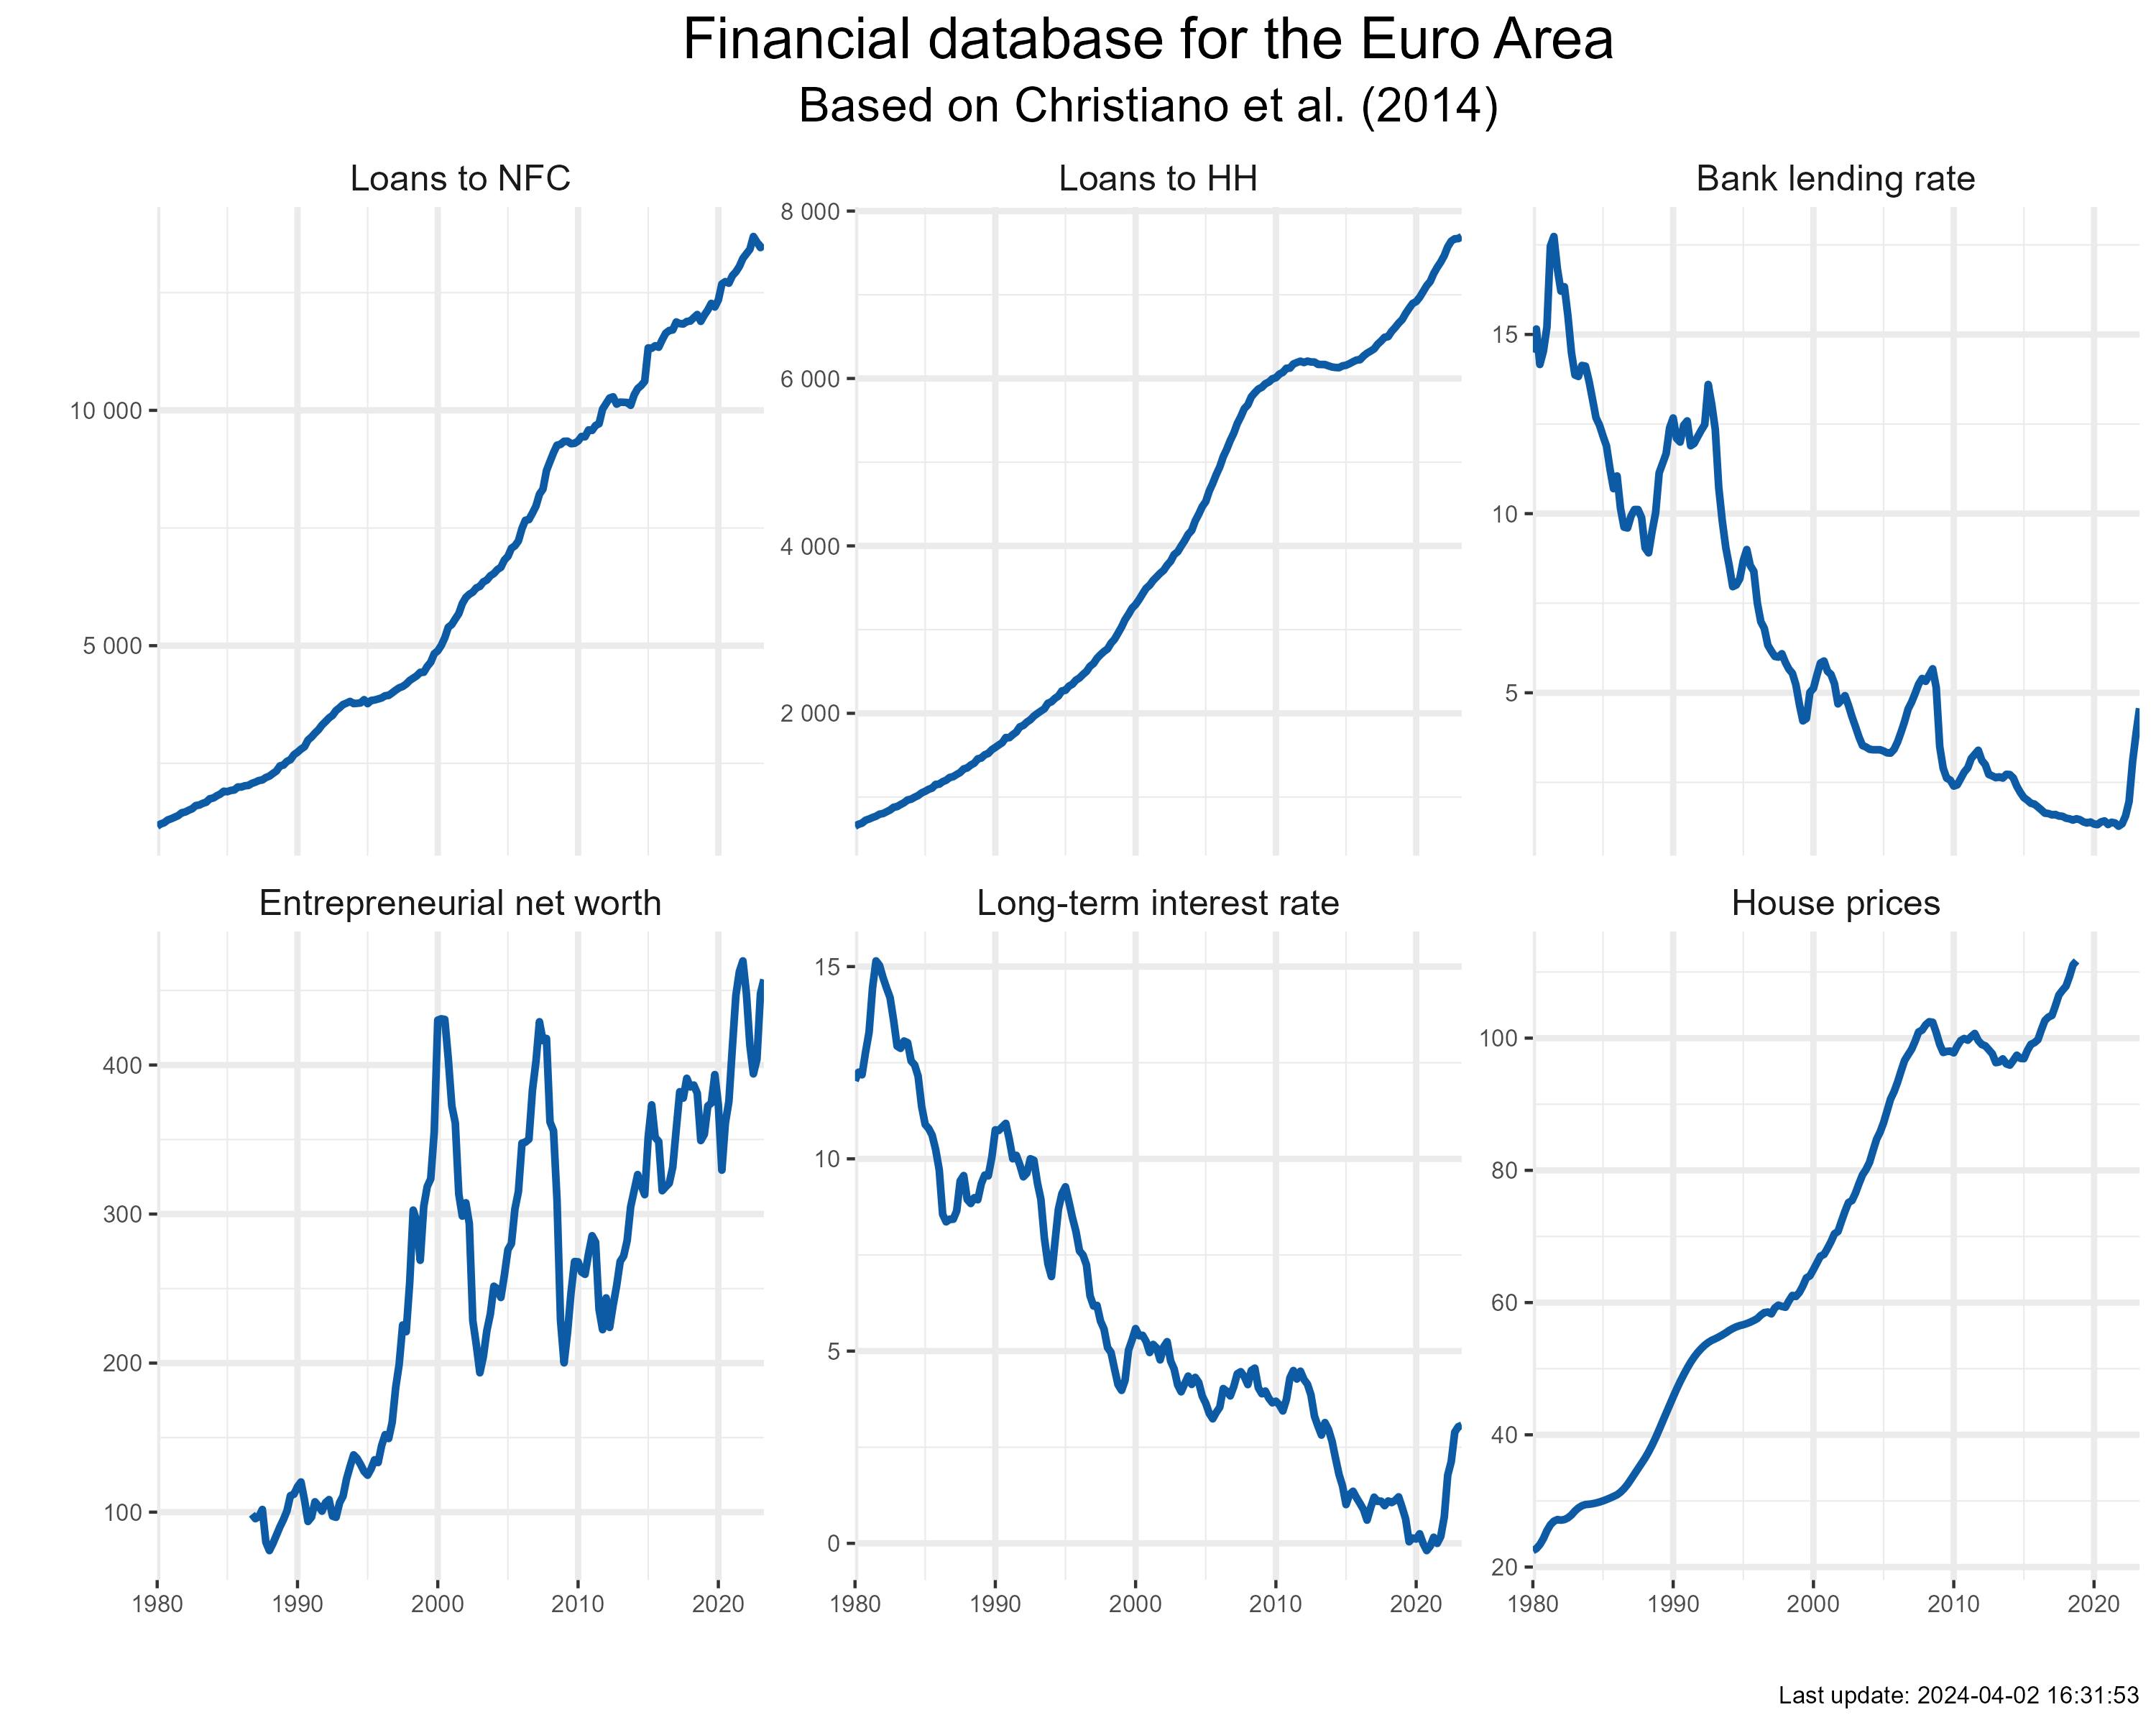 Financial database for the Euro Area
Based on Christiano et al. (2014)
Loans to NFC
10 000
5 000
Loans to HH
8 000
6 000
4 000
2 000
Bank lending rate
15
10
5
Entrepreneurial net worth
400
300
200
100
1980 1990 2000 2010 2020
Long-term interest rate
15
10
5
0
1980 1990 2000 2010 2020
House prices
100
80
60
40
20
1980 1990 2000 2010 2020
Last update: 2024-04-02 16:31:53